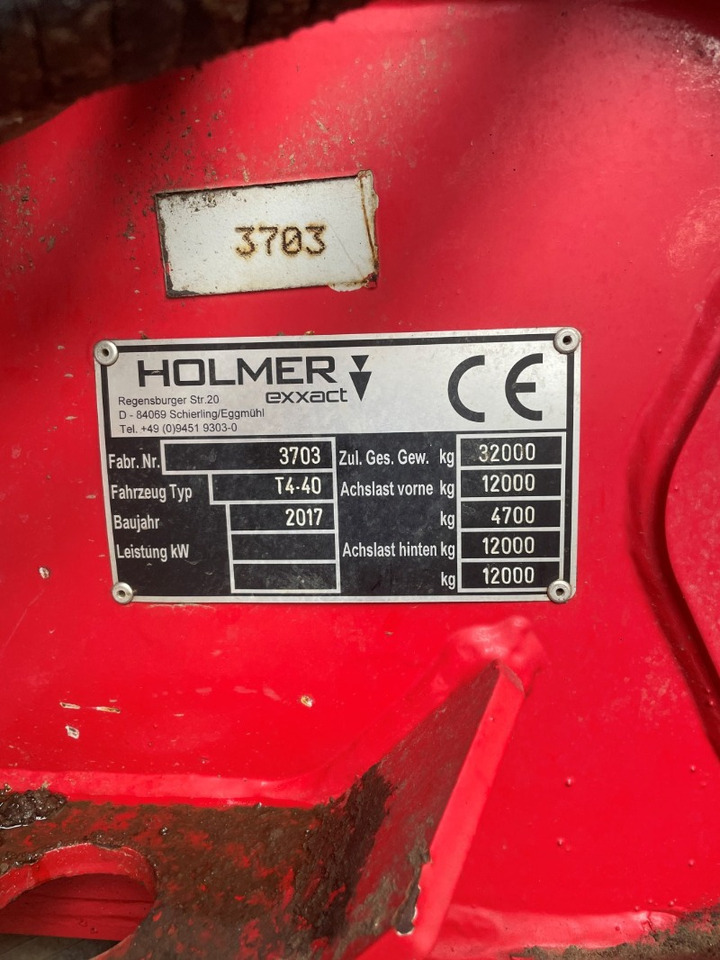 3703
HOLMER
exxact
CE
Regensburger Str.20
D - 84069 Schierling/Eggmühl
Tel. +49 (0)9451 9303-0
Fabr. Nr. 3703 Zul. Ges. Gew. kg 32000
Fahrzeug Typ T4-40 Achslast vorne kg 12000
Baujahr 2017 kg 4700
Leistung kW Achslast hinten kg 12000
kg 12000